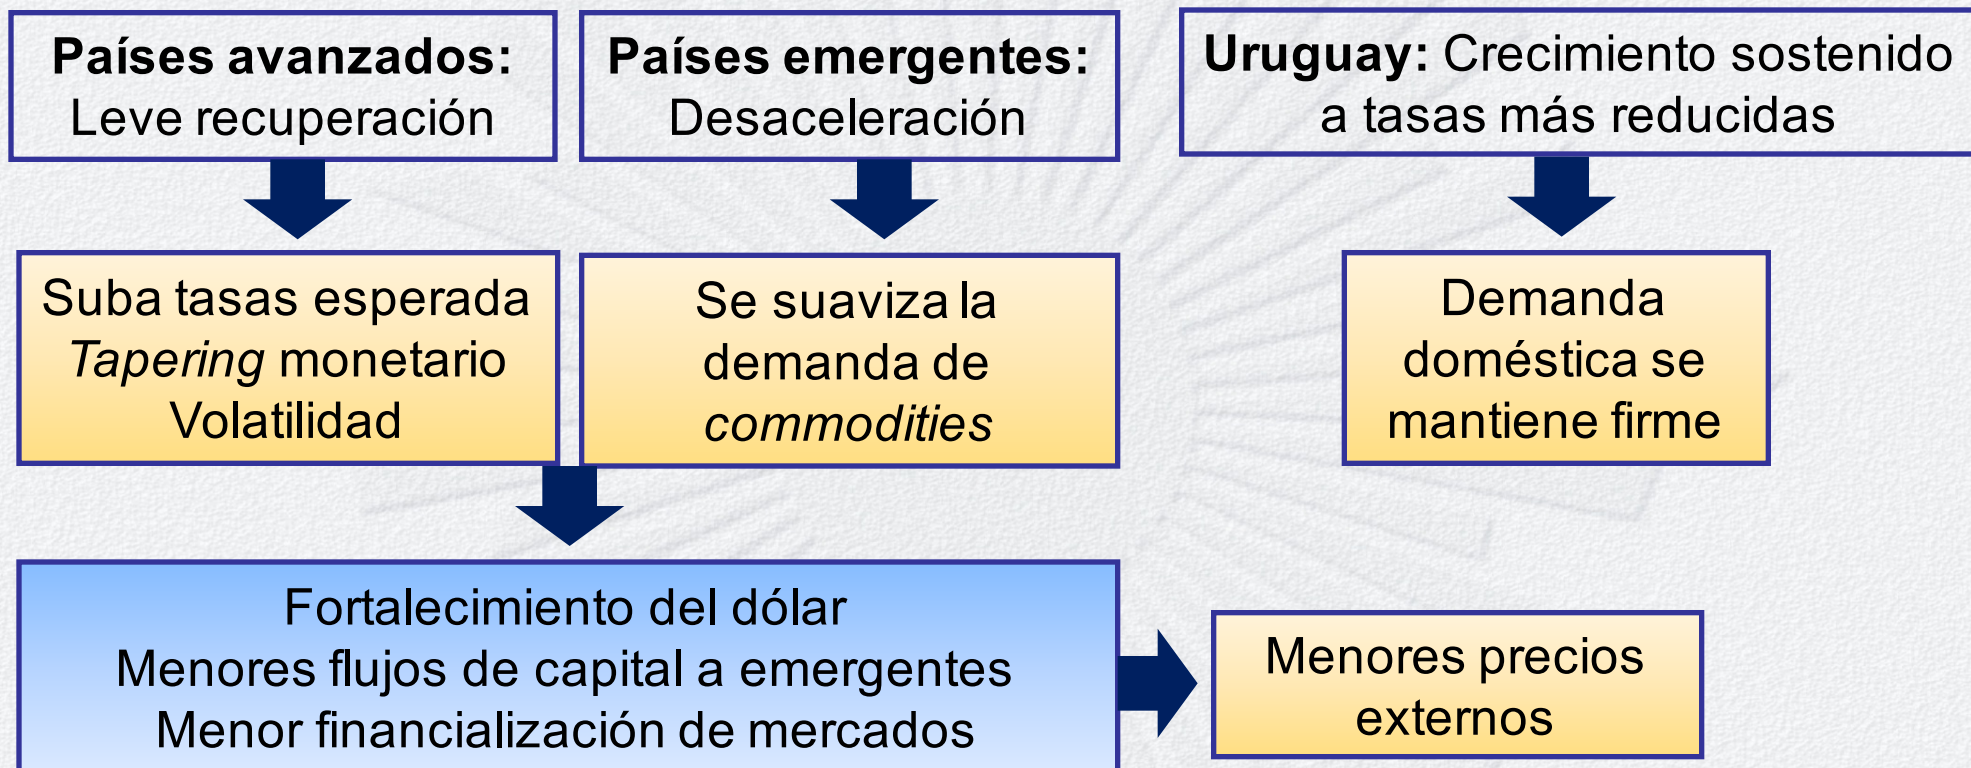 Países avanzados:
Leve recuperación
Países emergentes:
Desaceleración
Uruguay: Crecimiento sostenido
a tasas más reducidas
Suba tasas esperada
Tapering monetario
Volatilidad
Se suaviza la
demanda de
commodities
Demanda
doméstica se
mantiene firme
Fortalecimiento del dólar
Menores flujos de capital a emergentes
Menor financialización de mercados
Menores precios
externos